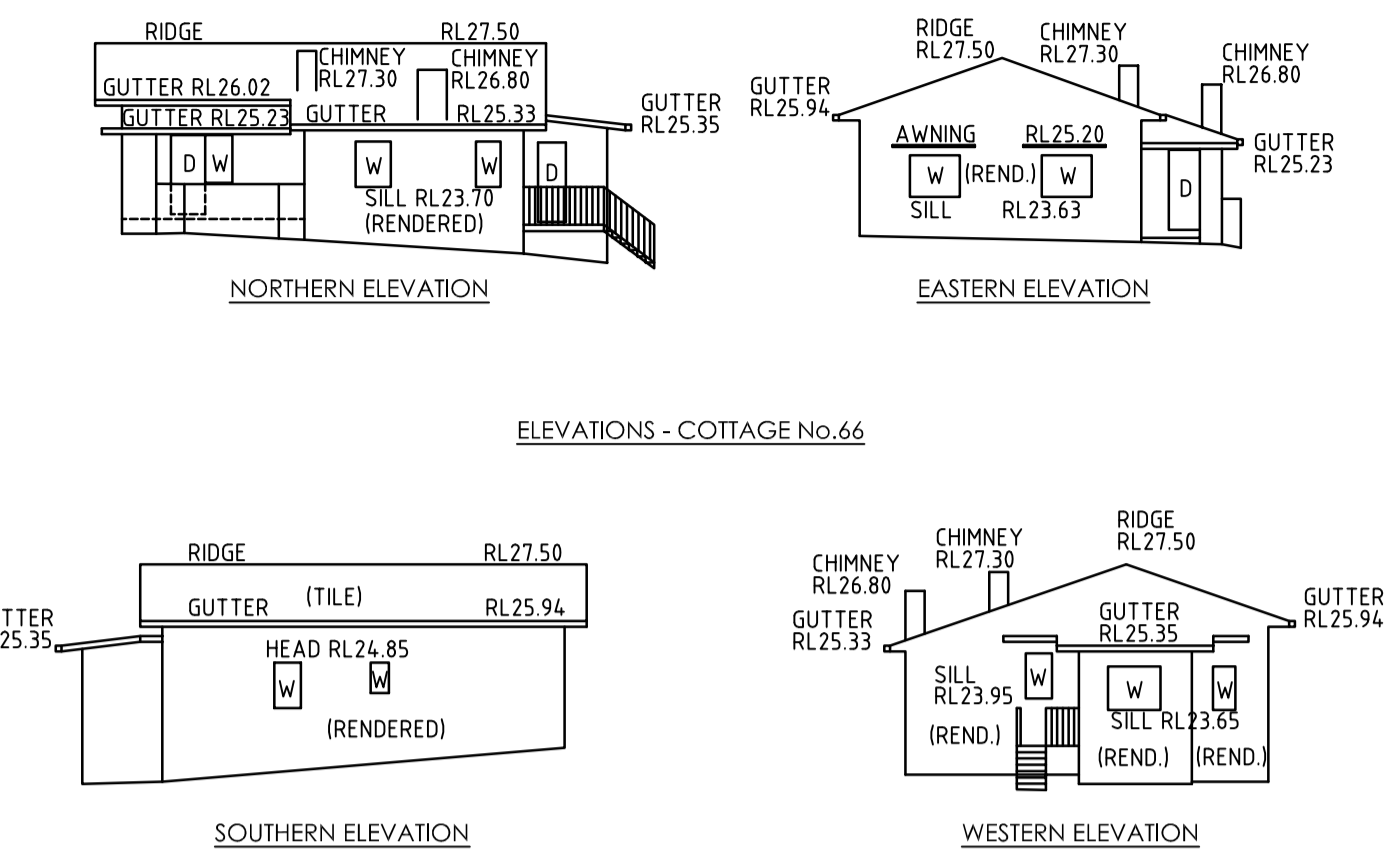 RIDGE RL27.50
CHIMNEY
RL27.30
CHIMNEY
RL26.80
GUTTER RL26.02
GUTTER RL25.23
GUTTER RL25.33
GUTTER
RL25.35
D W W W D
SILL RL23.70
(RENDERED)
NORTHERN ELEVATION
RIDGE
RL27.50
CHIMNEY
RL27.30
CHIMNEY
RL26.80
GUTTER
RL25.94
AWNING RL25.20
GUTTER
RL25.23
W (REND.) W D
SILL RL23.63
EASTERN ELEVATION
ELEVATIONS - COTTAGE No.66
RIDGE RL27.50
(TILE)
GUTTER RL25.94
TTER
25.35
HEAD RL24.85
W W
(RENDERED)
SOUTHERN ELEVATION
RIDGE
RL27.50
CHIMNEY
RL27.30
CHIMNEY
RL26.80
GUTTER
RL25.33
GUTTER
RL25.35
GUTTER
RL25.94
W W W
SILL
RL23.95
SILL RL23.65
(REND.) (REND.) (REND.)
WESTERN ELEVATION